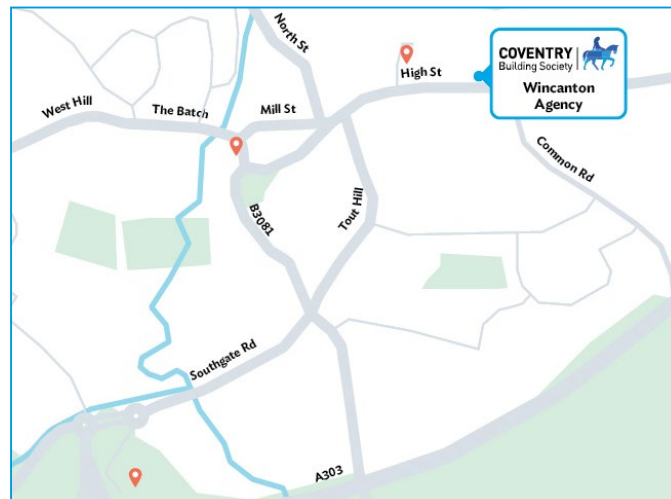 North St
COVENTRY
Building Society
Wincanton
Agency
High St
West Hill
The Batch
Mill St
Common Rd
B3081
Tout Hill
Southgate Rd
A303